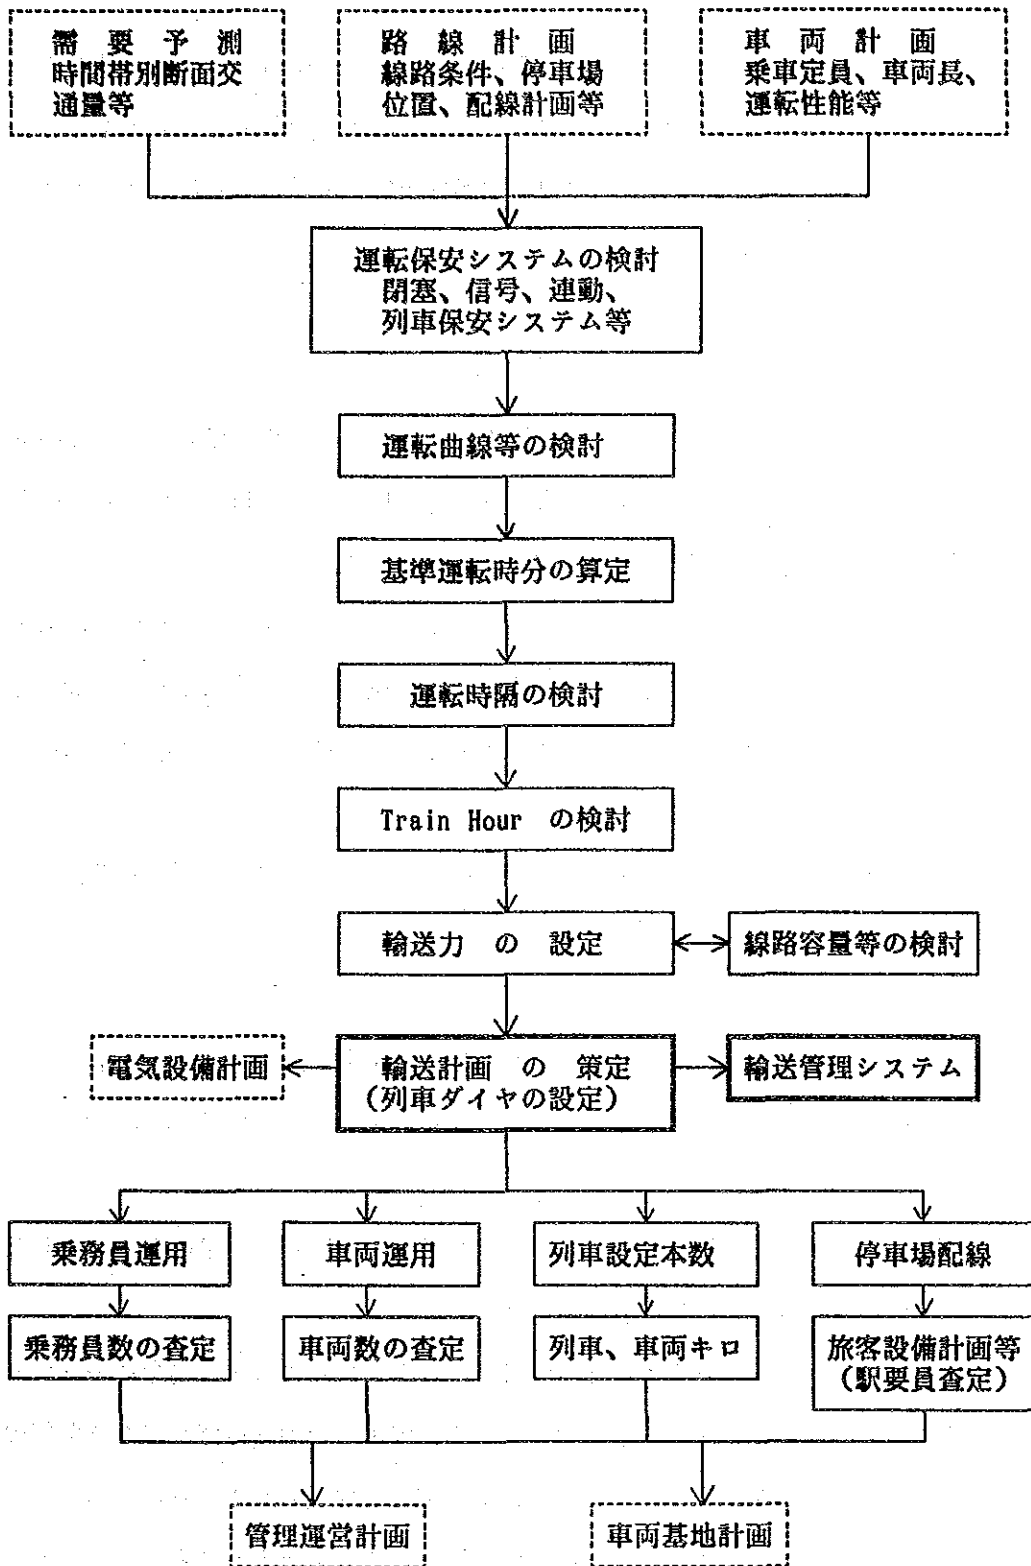 需要予測
時間帯別断面交
通量等
路線計画
線路条件、停車場
位置、配線計画等
車両計画
乗車定員、車両長、
運転性能等
運転保安システムの検討
閉塞、信号、連動、
列車保安システム等
運転曲線等の検討
基準運転時分の算定
運転時隔の検討
Train Hour の検討
輸送力 の 設定
線路容量等の検討
電気設備計画
輸送計画 の 策定
(列車ダイヤの設定)
輸送管理システム
乗務員運用
車両運用
列車設定本数
停車場配線
乗務員数の査定
車両数の査定
列車、車両キロ
旅客設備計画等
(駅要員査定)
管理運営計画
車両基地計画